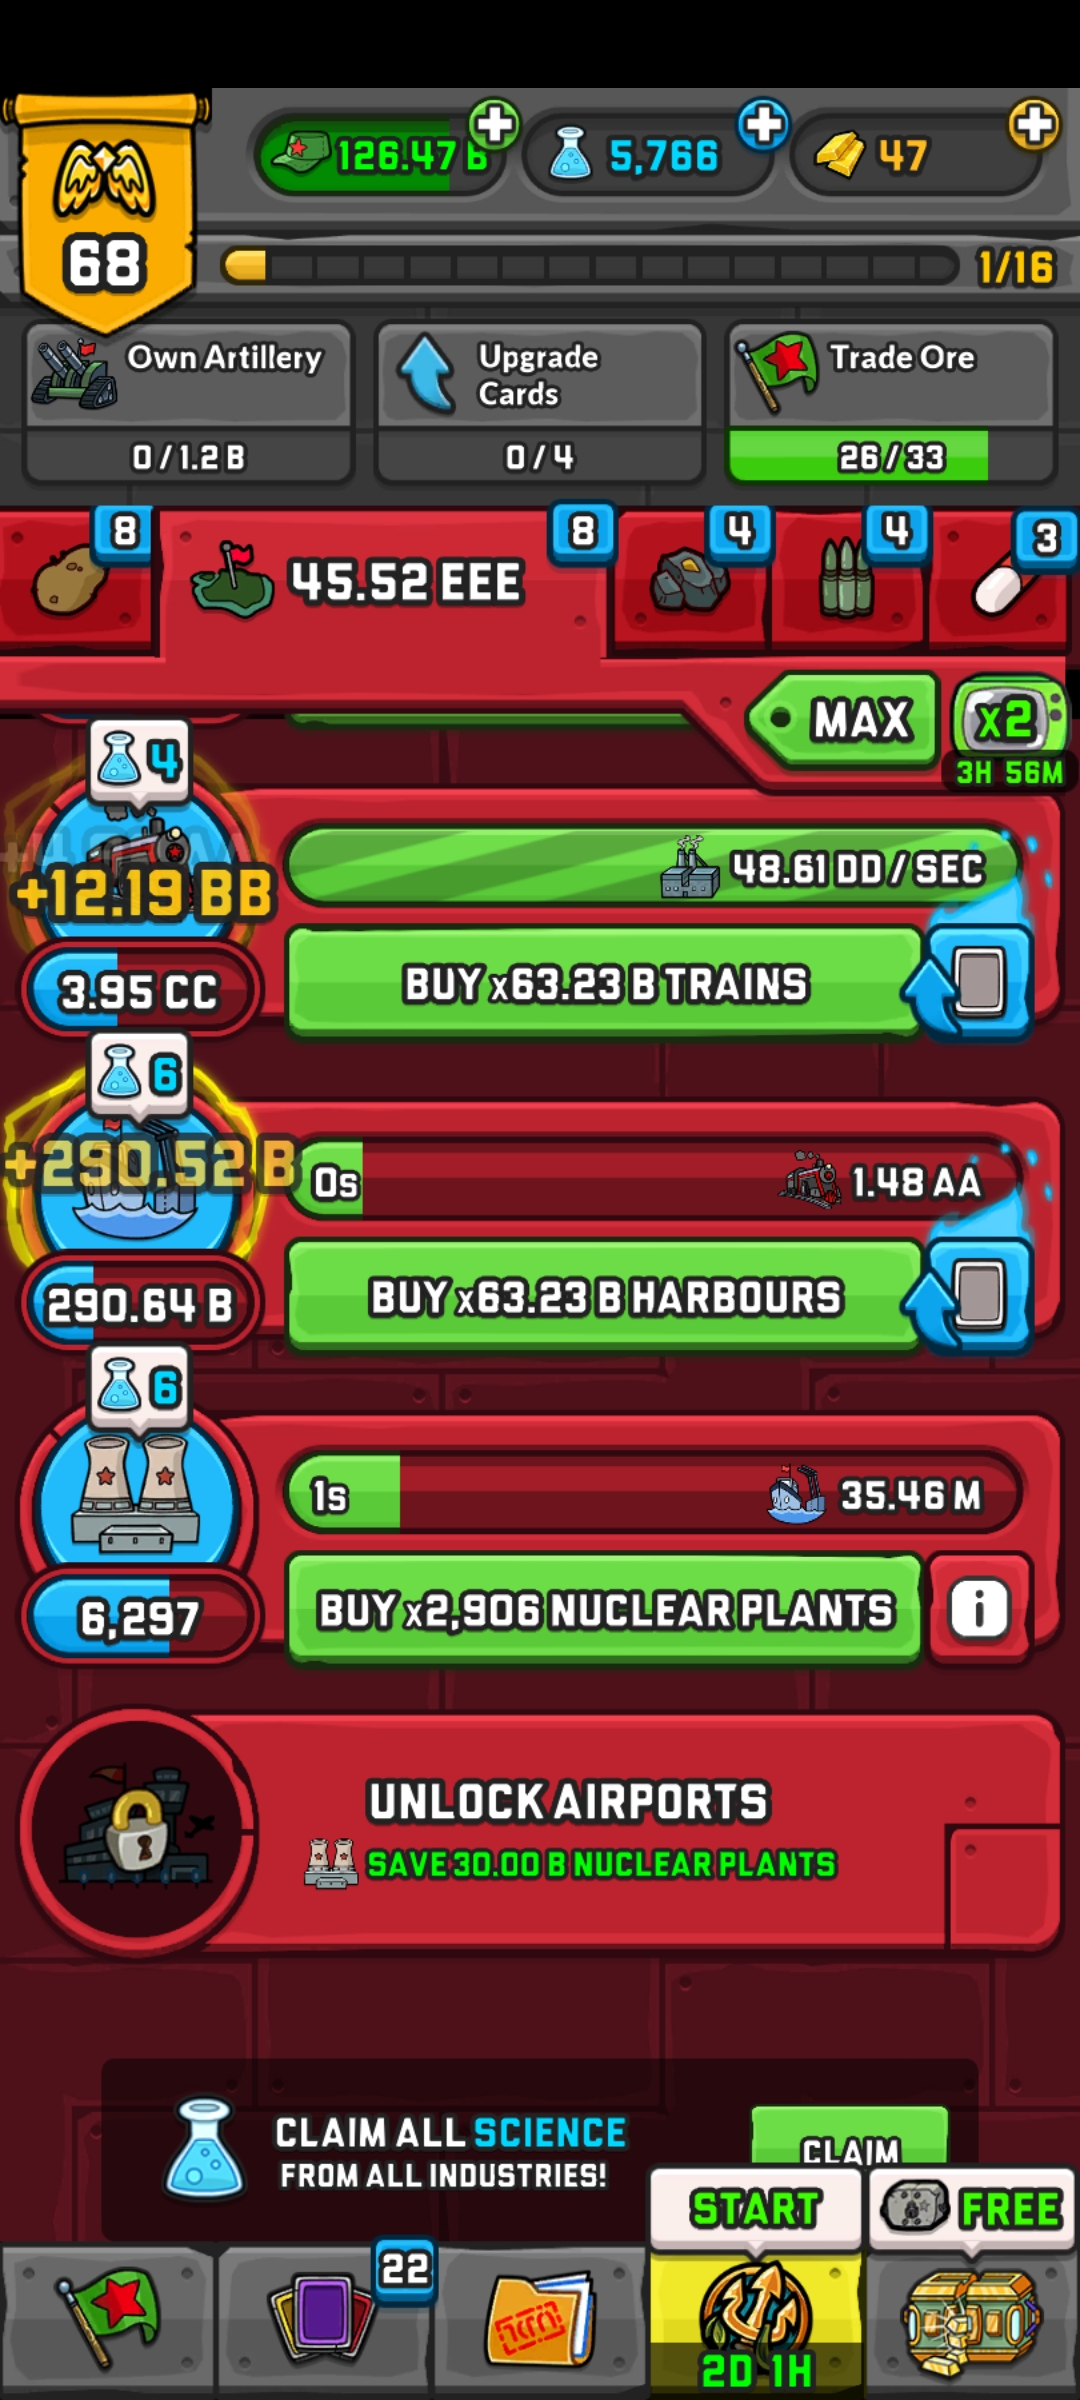 126.47 B
5,766
47
68
1/16
Own Artillery
0/1.2 B
Upgrade
Cards
0/4
Trade Ore
26/33
8
45.52 EEE
8
4
4
3
MAX
x2
3H 56M
4
+12.19 BB
48.61 DD / SEC
3.95 CC
BUY x63.23 B TRAINS
6
+290.52 B
0s
1.48 AA
290.64 B
BUY x63.23 B HARBOURS
6
1s
35.46 M
6,297
BUY x2,906 NUCLEAR PLANTS
i
UNLOCK AIRPORTS
SAVE 30.00 B NUCLEAR PLANTS
CLAIM ALL SCIENCE
FROM ALL INDUSTRIES!
CLAIM
START
FREE
22
2D 1H